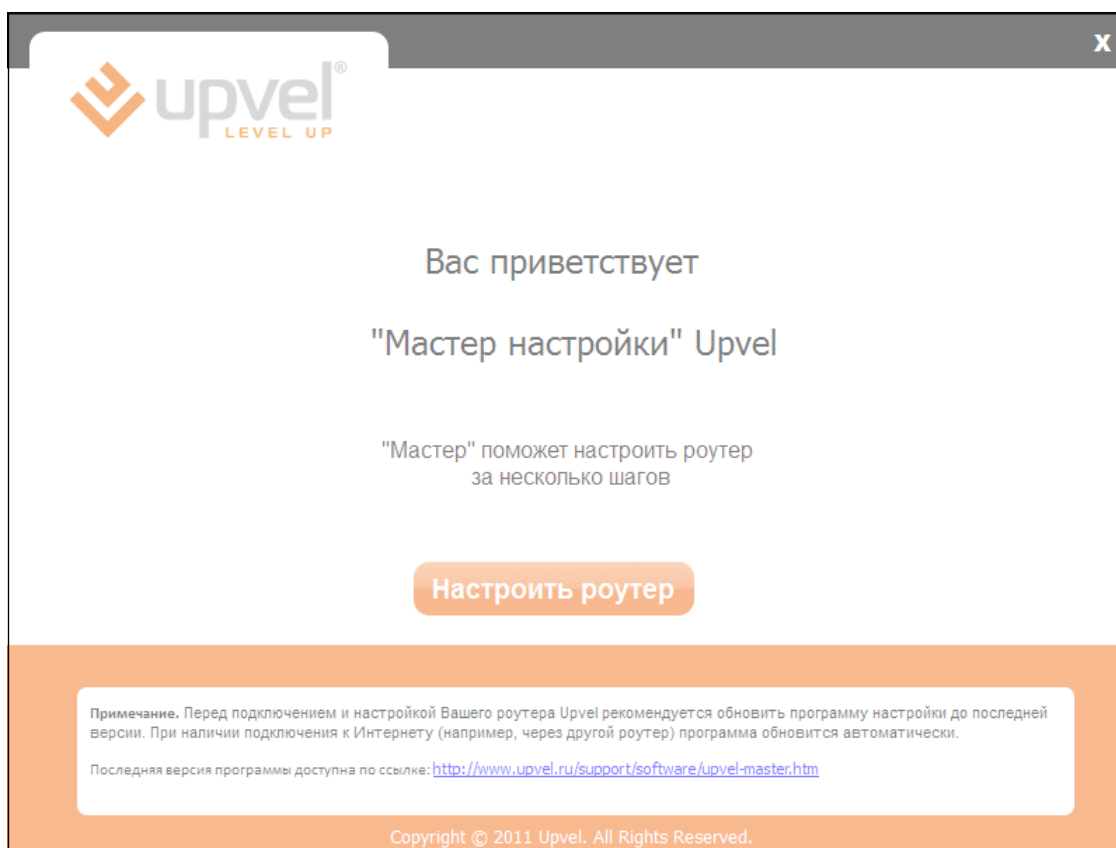 X
upvel®
LEVEL UP
Вас приветствует
"Мастер настройки" Upvel
"Мастер" поможет настроить роутер
за несколько шагов
Настроить роутер
Примечание. Перед подключением и настройкой Вашего роутера Upvel рекомендуется обновить программу настройки до последней
версии. При наличии подключения к Интернету (например, через другой роутер) программа обновится автоматически.
Последняя версия программы доступна по ссылке: http://www.upvel.ru/support/software/upvel-master.htm
Copyright © 2011 Upvel. All Rights Reserved.